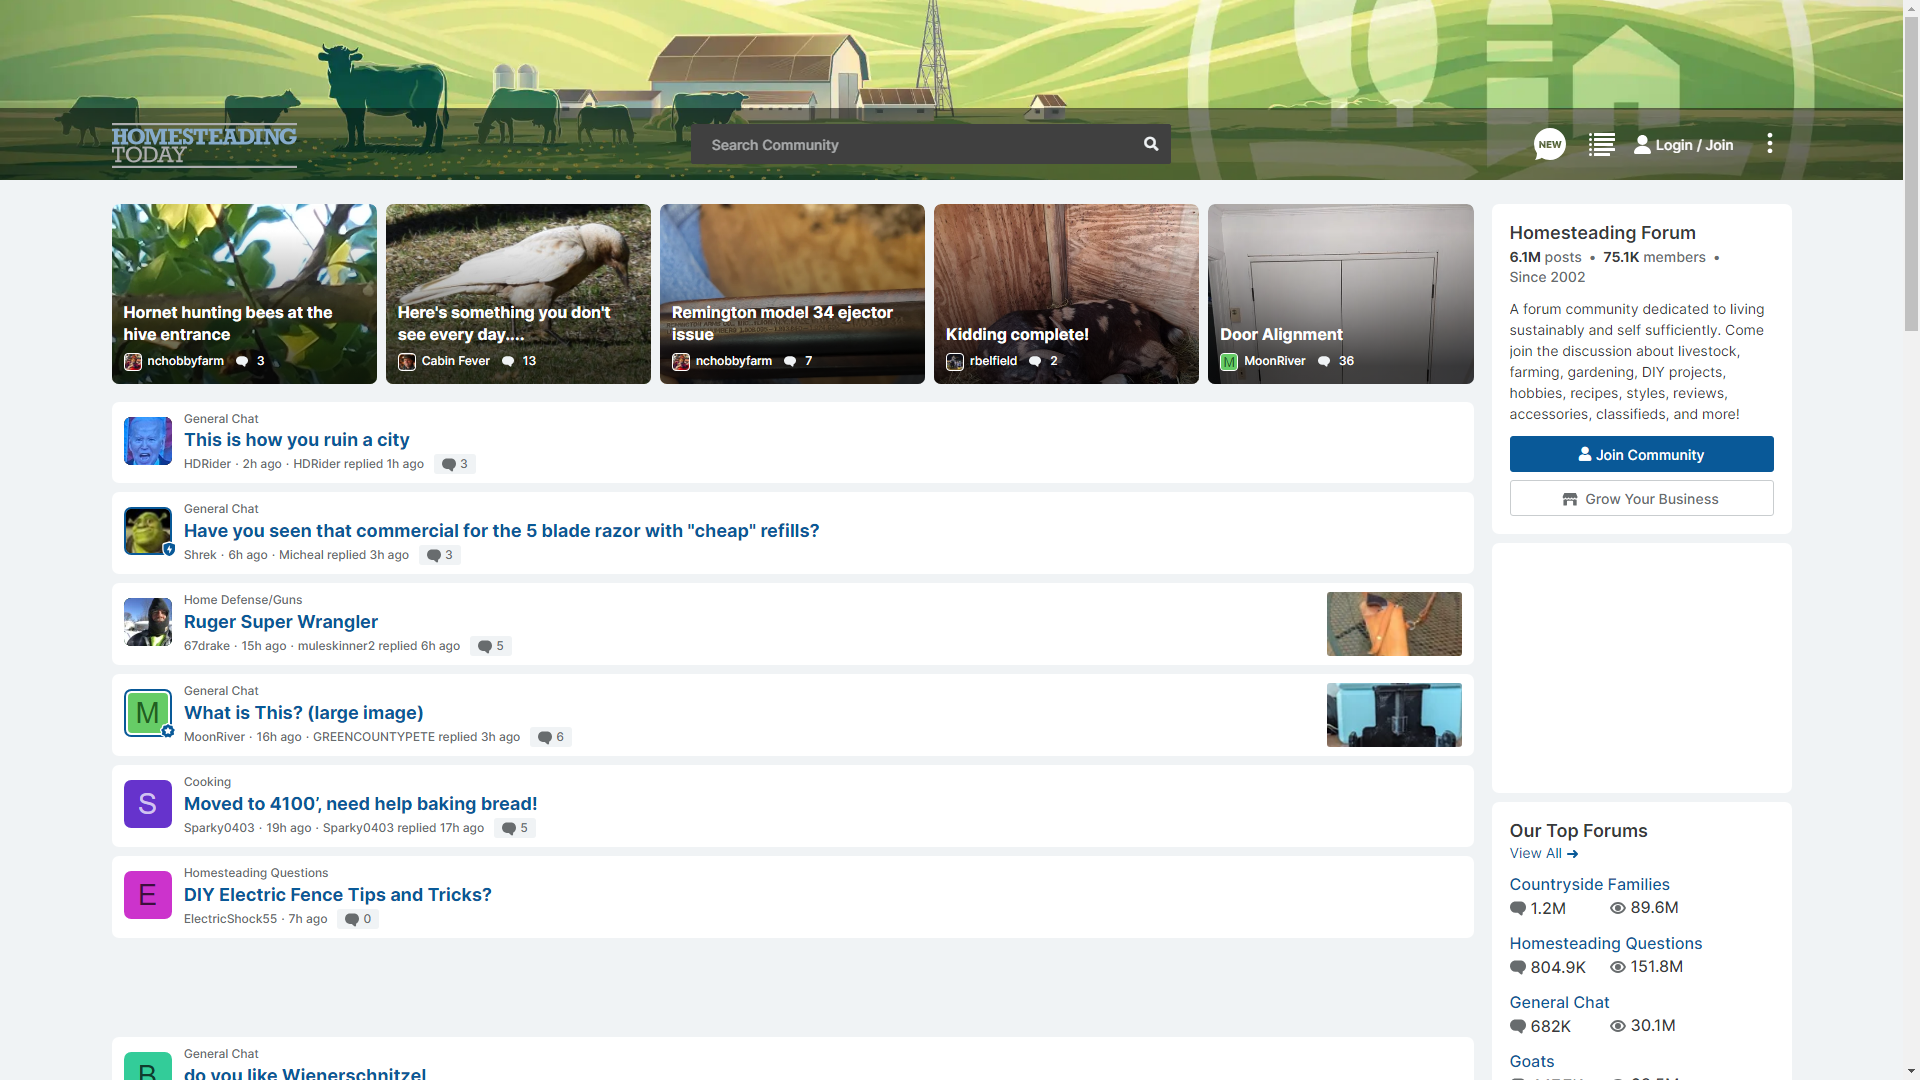 HOMESTEADING
TODAY
Search Community
NEW
Login / Join
Hornet hunting bees at the
hive entrance
nchobbyfarm 3
Here's something you don't
see every day....
Cabin Fever 13
Remington model 34 ejector
issue
nchobbyfarm 7
Kidding complete!
rbelfield 2
Door Alignment
M MoonRiver 36
General Chat
This is how you ruin a city
HDRider · 2h ago · HDRider replied 1h ago 3
General Chat
Have you seen that commercial for the 5 blade razor with "cheap" refills?
Shrek · 6h ago · Micheal replied 3h ago 3
Home Defense/Guns
Ruger Super Wrangler
67drake · 15h ago · muleskinner2 replied 6h ago 5
M
General Chat
What is This? (large image)
MoonRiver · 16h ago · GREENCOUNTYPETE replied 3h ago 6
S
Cooking
Moved to 4100’, need help baking bread!
Sparky0403 · 19h ago · Sparky0403 replied 17h ago 5
E
Homesteading Questions
DIY Electric Fence Tips and Tricks?
ElectricShock55 · 7h ago 0
B
General Chat
do you like Wienerschnitzel
Homesteading Forum
6.1M posts • 75.1K members •
Since 2002
A forum community dedicated to living
sustainably and self sufficiently. Come
join the discussion about livestock,
farming, gardening, DIY projects,
hobbies, recipes, styles, reviews,
accessories, classifieds, and more!
Join Community
Grow Your Business
Our Top Forums
View All
Countryside Families
1.2M 89.6M
Homesteading Questions
804.9K 151.8M
General Chat
682K 30.1M
Goats